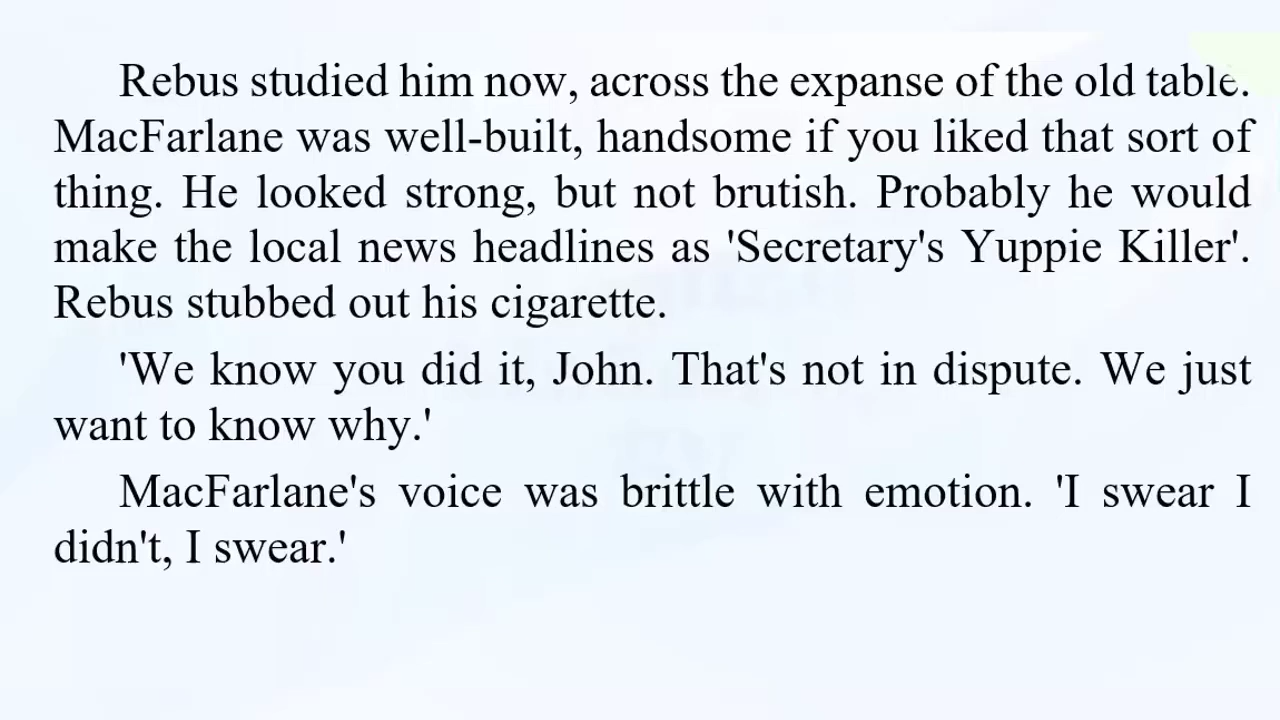 Rebus studied him now, across the expanse of the old table.
MacFarlane was well-built, handsome if you liked that sort of
thing. He looked strong, but not brutish. Probably he would
make the local news headlines as 'Secretary's Yuppie Killer'.
Rebus stubbed out his cigarette.
'We know you did it, John. That's not in dispute. We just
want to know why.'
MacFarlane's voice was brittle with emotion. 'I swear I
didn't, I swear.'